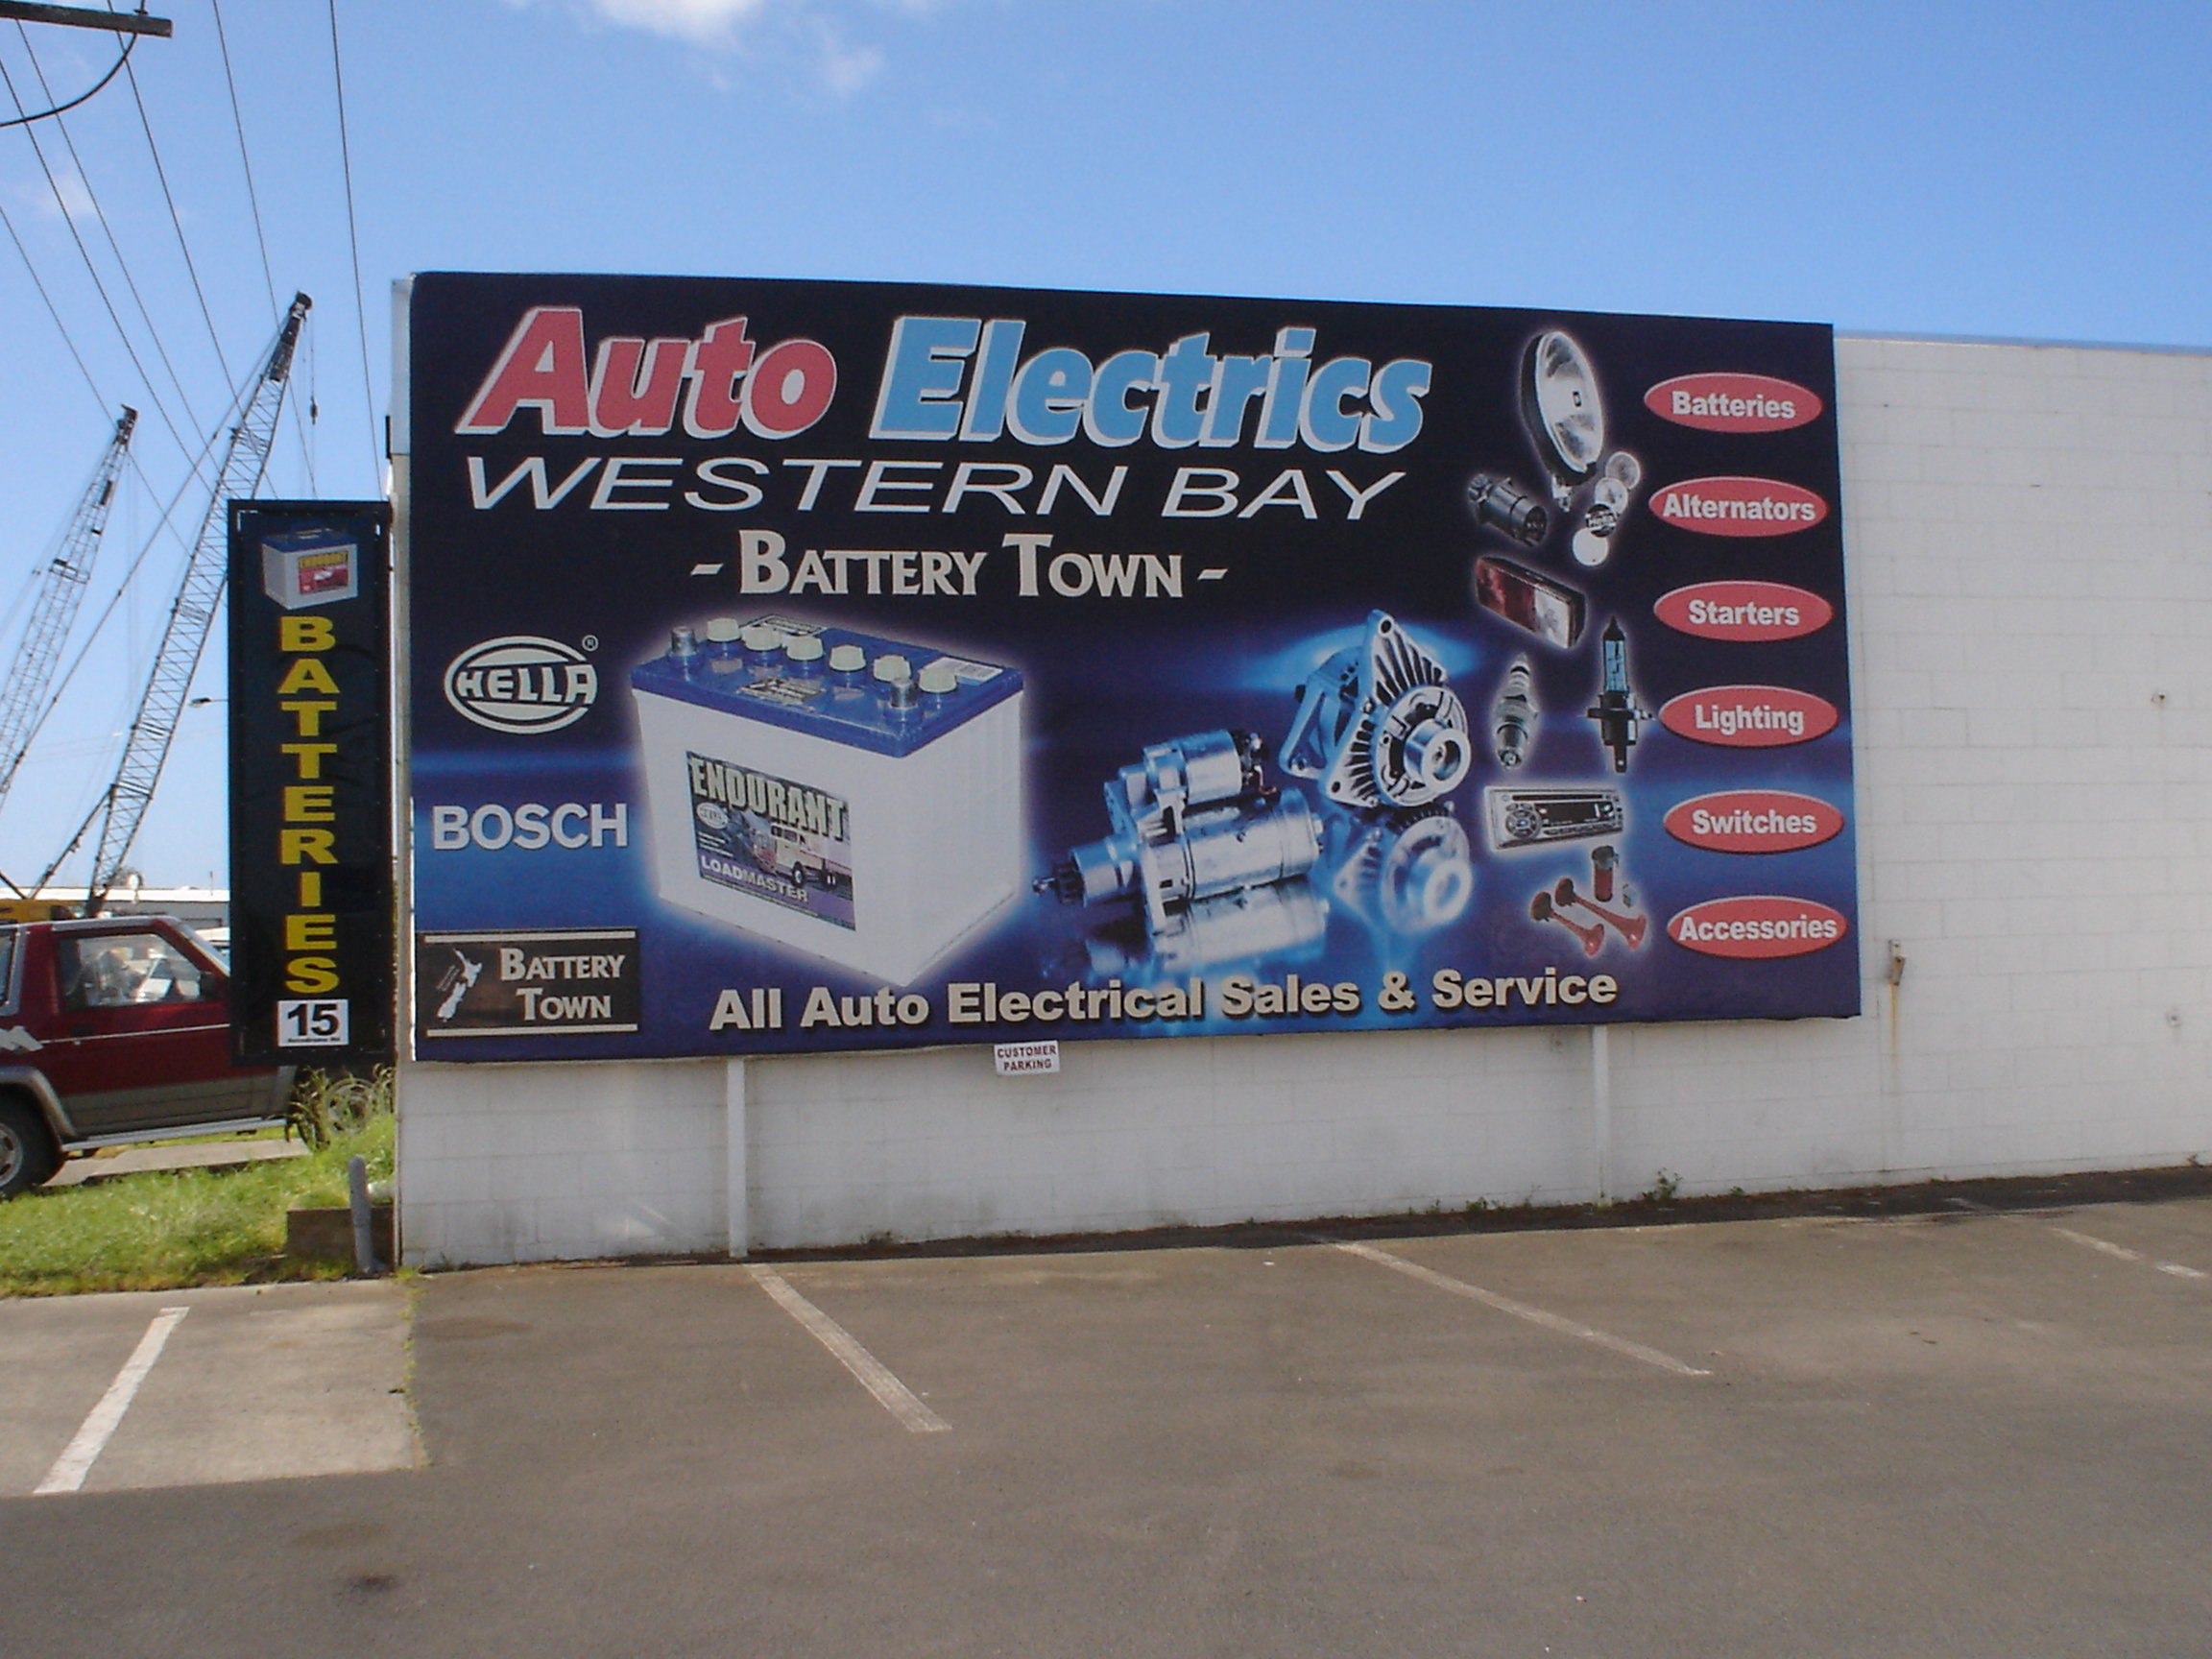 Auto Electrics
WESTERN BAY
- BATTERY TOWN -
HELLA®
BOSCH
ENDURANT
HELLA
LOADMASTER
BATTERY
TOWN
All Auto Electrical Sales & Service
Batteries
Alternators
Starters
Lighting
Switches
Accessories
CUSTOMER
PARKING
ENDURANT
BATTERIES
15